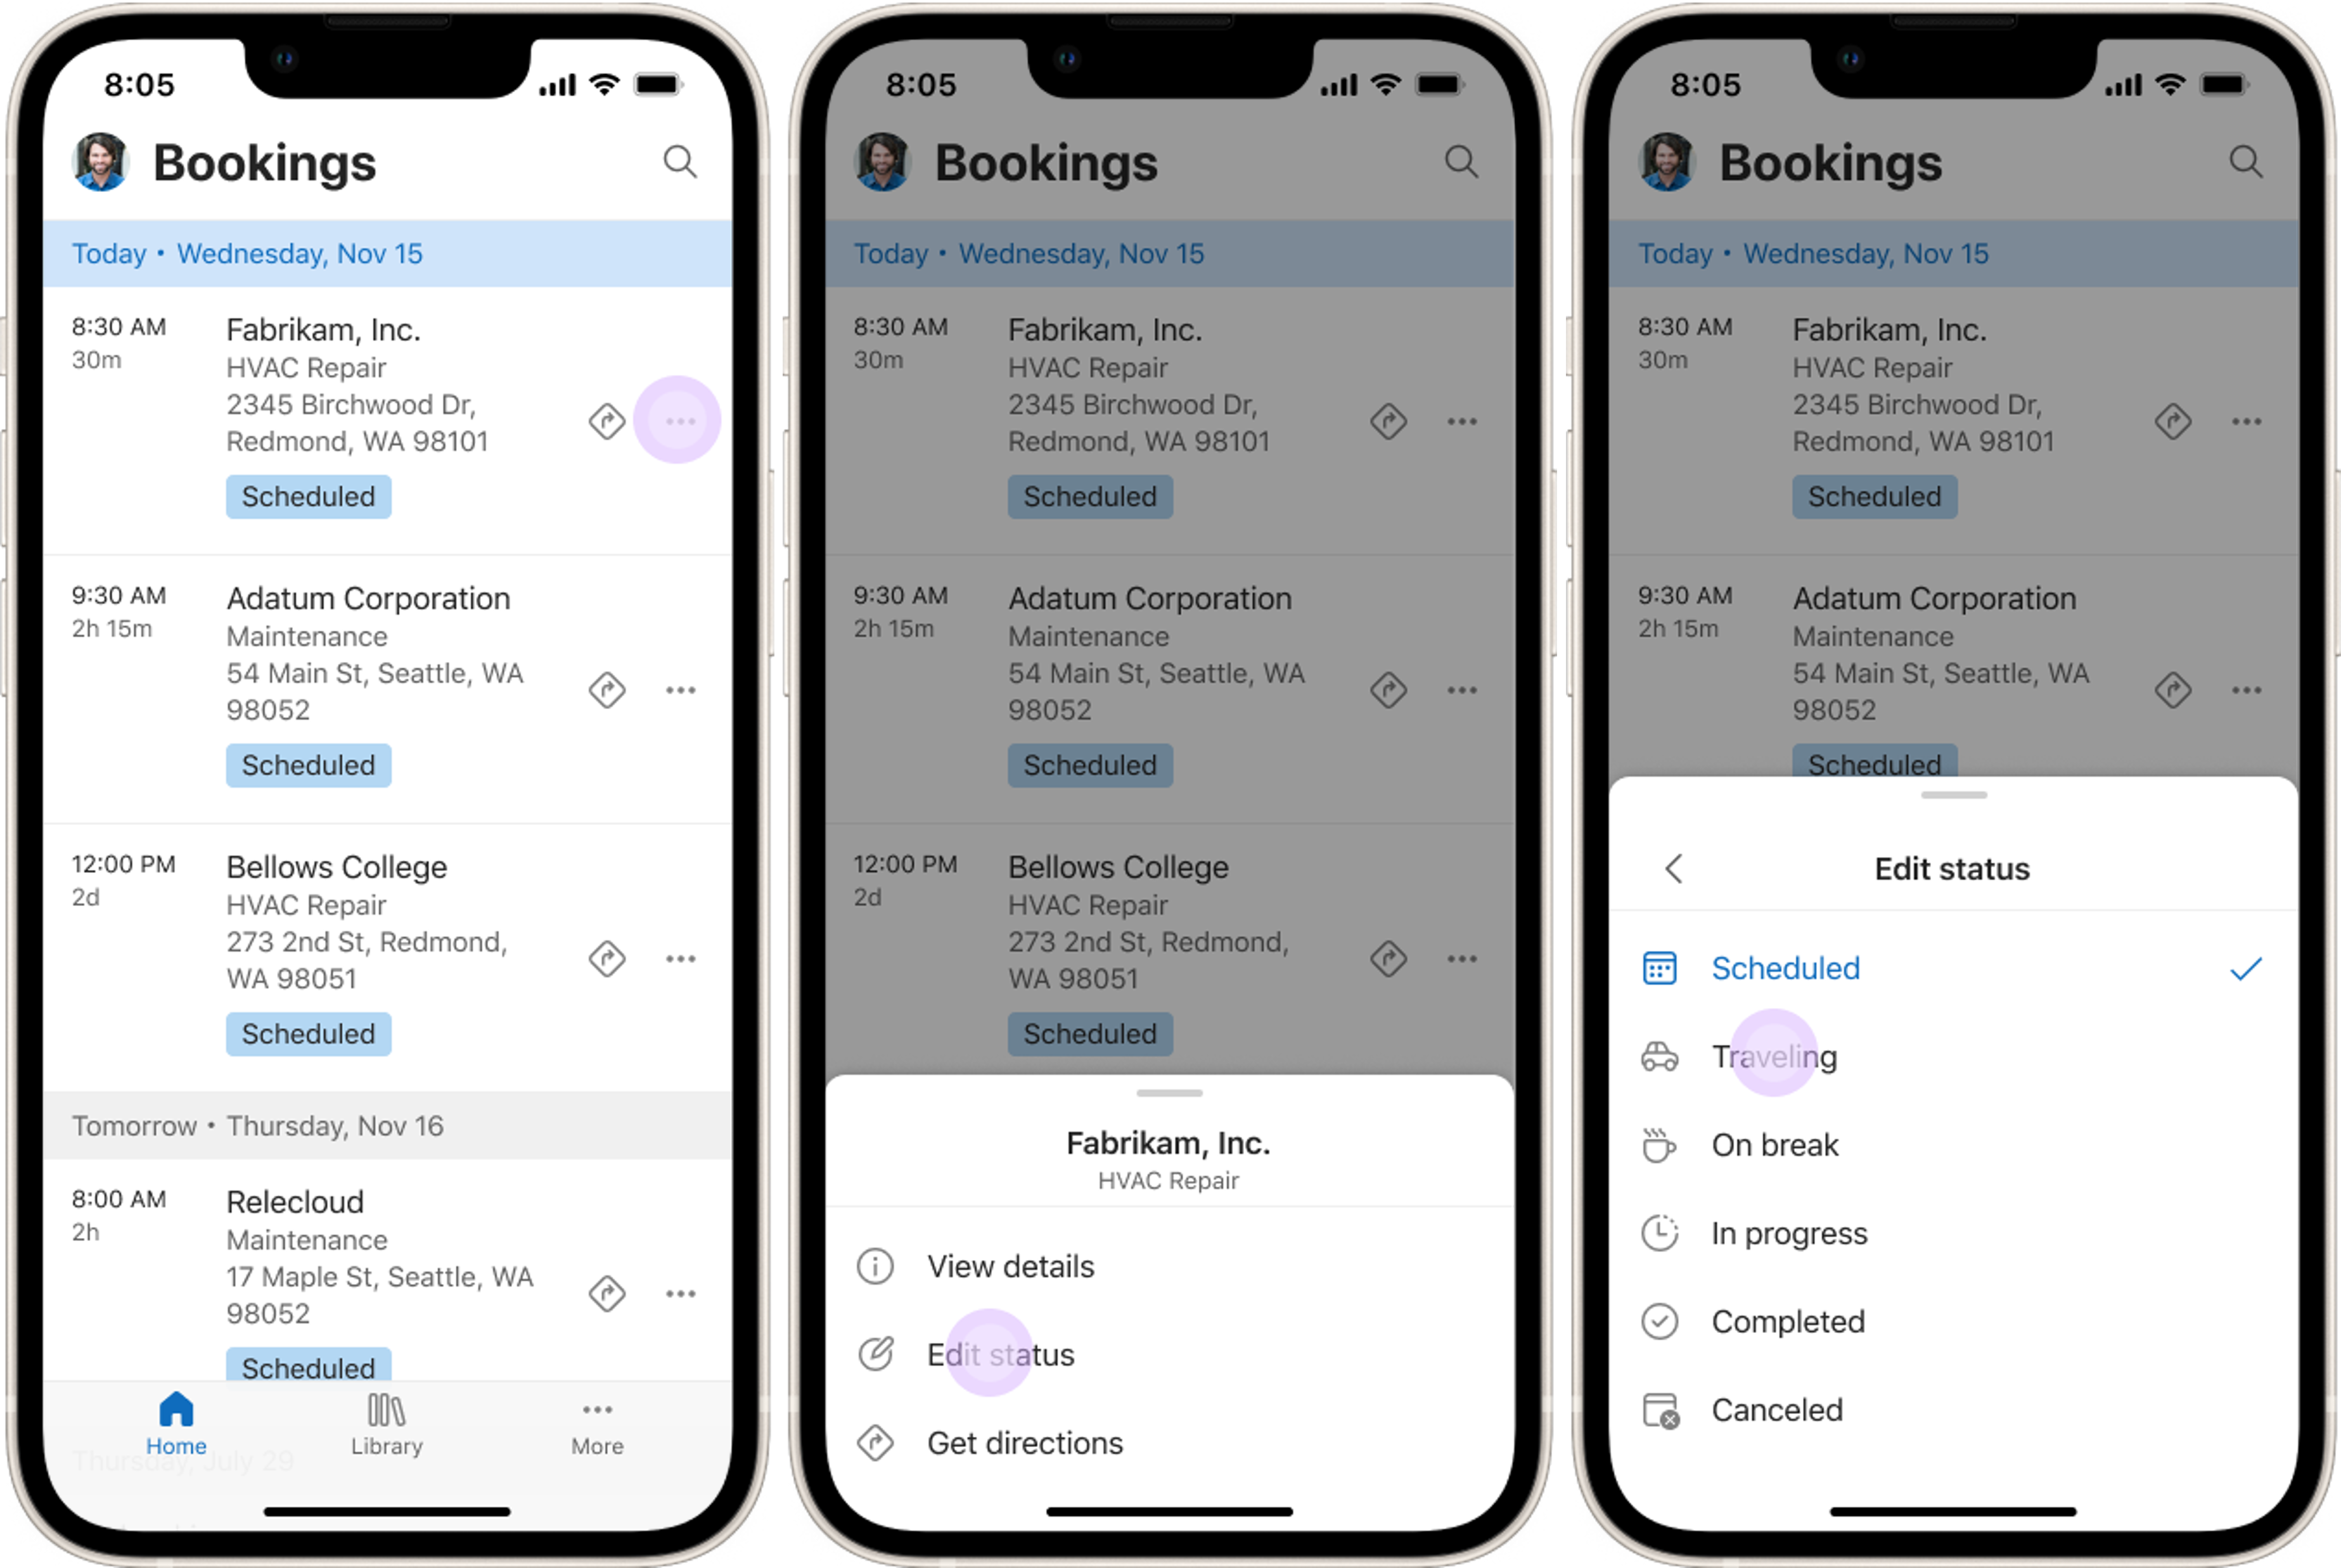 8:05
Bookings
Today • Wednesday, Nov 15
8:30 AM
30m
Fabrikam, Inc.
HVAC Repair
2345 Birchwood Dr,
Redmond, WA 98101
Scheduled
9:30 AM
2h 15m
Adatum Corporation
Maintenance
54 Main St, Seattle, WA
98052
Scheduled
12:00 PM
2d
Bellows College
HVAC Repair
273 2nd St, Redmond,
WA 98051
Scheduled
Tomorrow • Thursday, Nov 16
8:00 AM
2h
Relecloud
Maintenance
17 Maple St, Seattle, WA
98052
Scheduled
Home
Library
More
Thursday, July 29
8:05
Bookings
Today • Wednesday, Nov 15
8:30 AM
30m
Fabrikam, Inc.
HVAC Repair
2345 Birchwood Dr,
Redmond, WA 98101
Scheduled
9:30 AM
2h 15m
Adatum Corporation
Maintenance
54 Main St, Seattle, WA
98052
Scheduled
12:00 PM
2d
Bellows College
HVAC Repair
273 2nd St, Redmond,
WA 98051
Scheduled
Fabrikam, Inc.
HVAC Repair
View details
Edit status
Get directions
8:05
Bookings
Today • Wednesday, Nov 15
8:30 AM
30m
Fabrikam, Inc.
HVAC Repair
2345 Birchwood Dr,
Redmond, WA 98101
Scheduled
9:30 AM
2h 15m
Adatum Corporation
Maintenance
54 Main St, Seattle, WA
98052
Scheduled
Edit status
Scheduled
Traveling
On break
In progress
Completed
Canceled